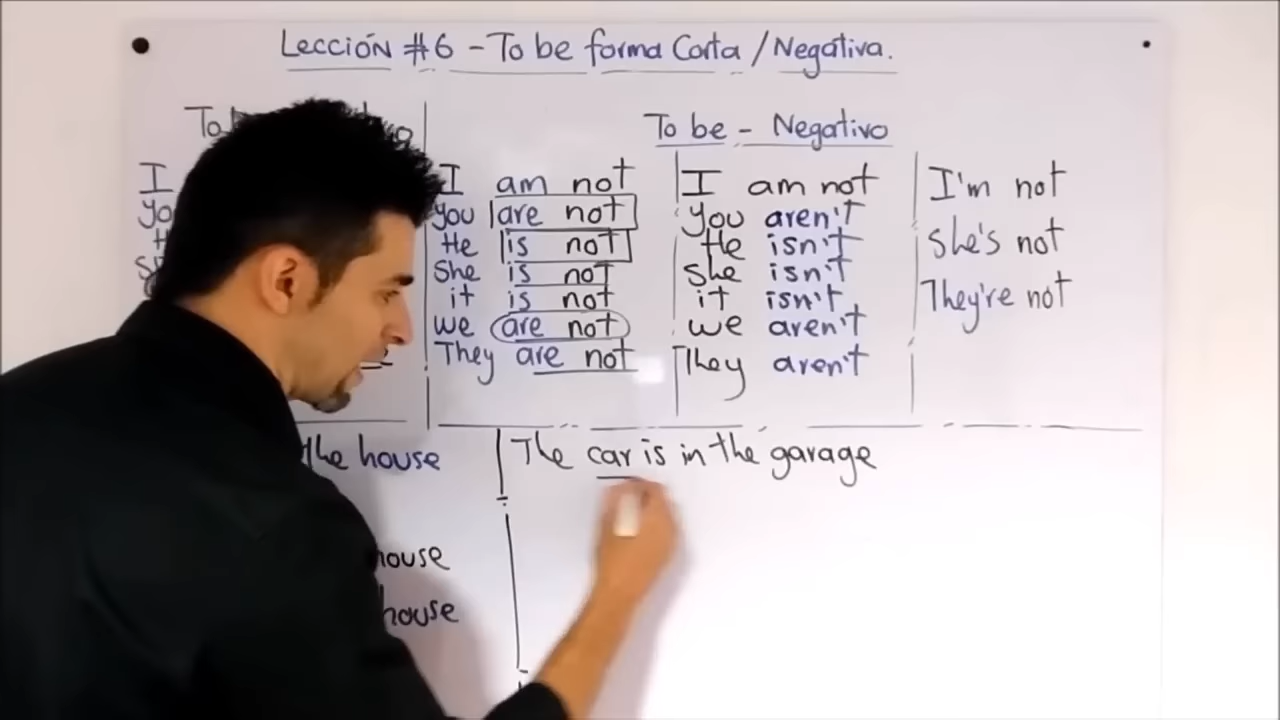 Lección #6 - To be forma Corta / Negativa.
To be - Negativo
I
I am not
you are not
He is not
She is not
it is not
we are not
They are not
I am not
you aren't
He isn't
She isn't
it isn't
we aren't
They aren't
I'm not
She's not
They're not
the house
house
house
The car is in the garage